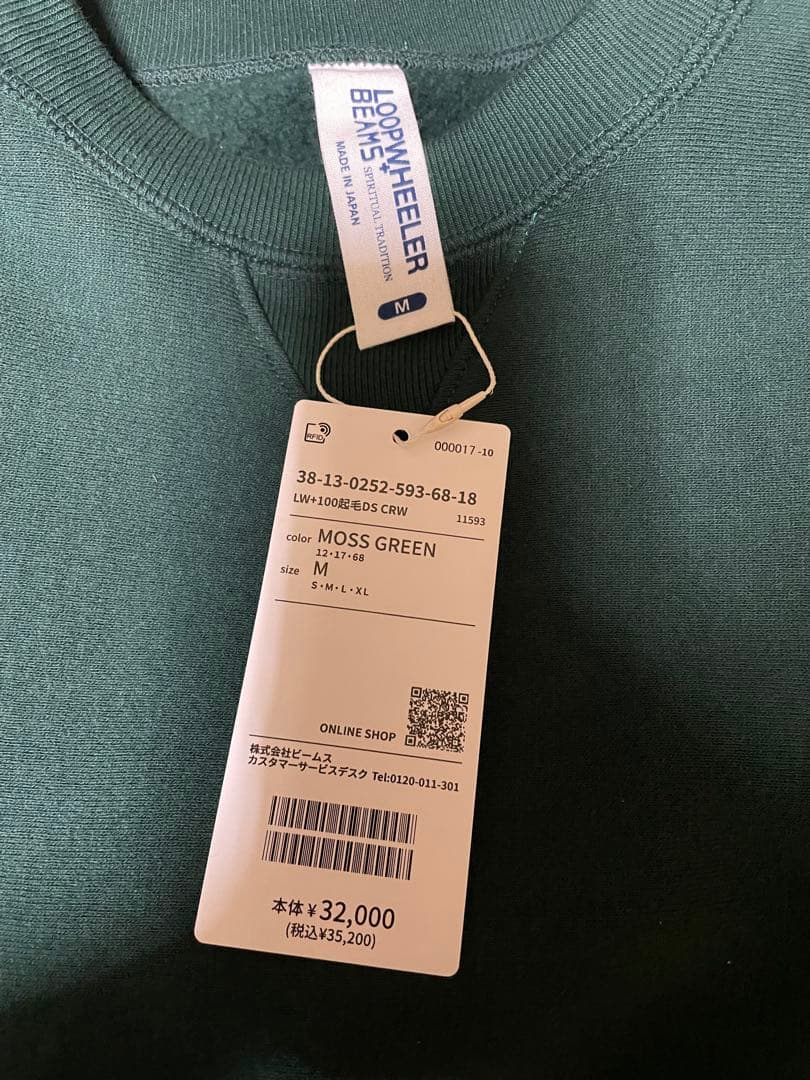 LOOPWHEELER
BEAMS+
SPIRITUAL TRADITION
MADE IN JAPAN
M
RFID
000017 -10
38-13-0252-593-68-18
LW+100起毛DS CRW
11593
color MOSS GREEN
12・17・68
size M
S・M・L・XL
ONLINE SHOP
株式会社ビームス
カスタマーサービスデスク Tel:0120-011-301
本体 ¥32,000
(税込¥35,200)